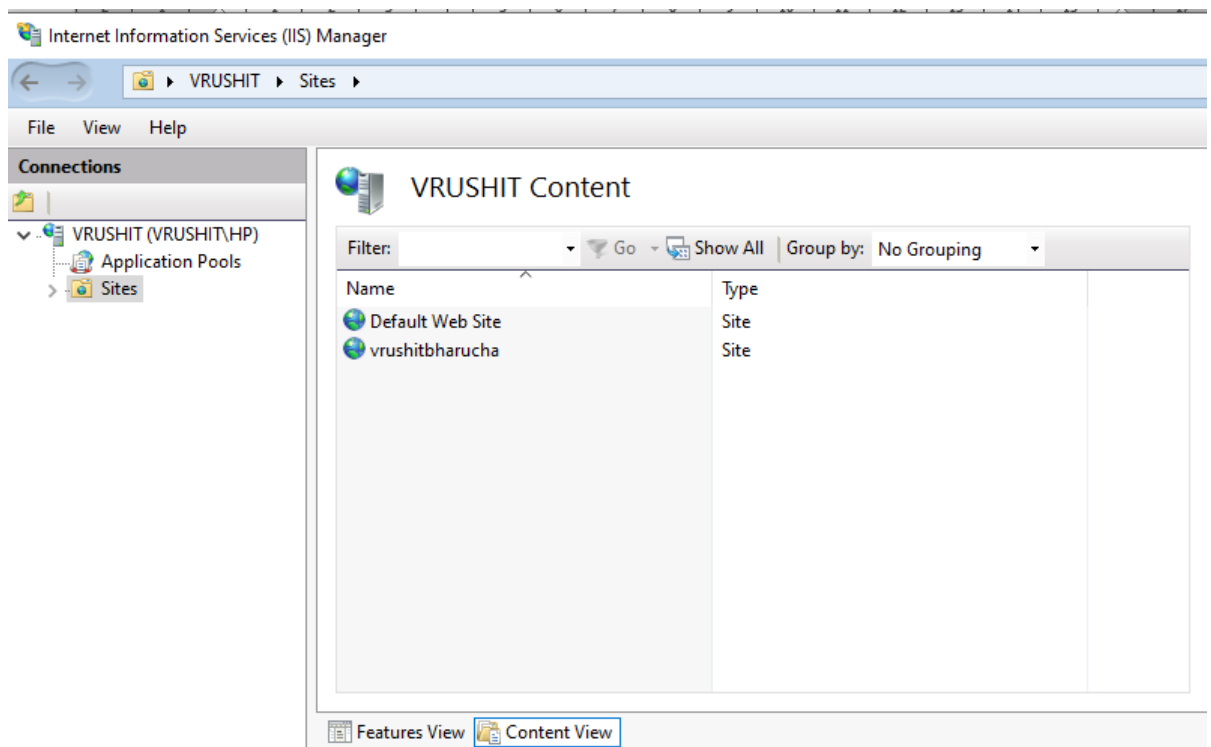 Internet Information Services (IIS) Manager
VRUSHIT Sites
File View Help
Connections
VRUSHIT (VRUSHIT\HP)
Application Pools
Sites
VRUSHIT Content
Filter: Go Show All Group by: No Grouping
Name Type
Default Web Site Site
vrushitbharucha Site
Features View Content View